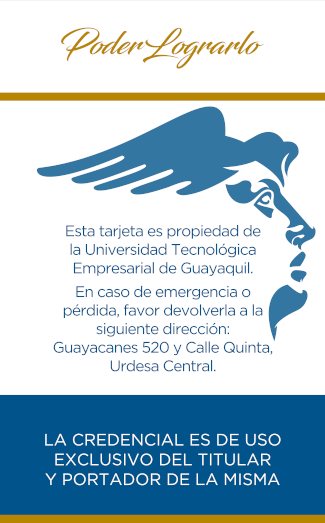 Poder Lograrlo
Esta tarjeta es propiedad de
la Universidad Tecnológica
Empresarial de Guayaquil.
En caso de emergencia o
pérdida, favor devolverla a la
siguiente dirección:
Guayacanes 520 y Calle Quinta,
Urdesa Central.
LA CREDENCIAL ES DE USO
EXCLUSIVO DEL TITULAR
Y PORTADOR DE LA MISMA